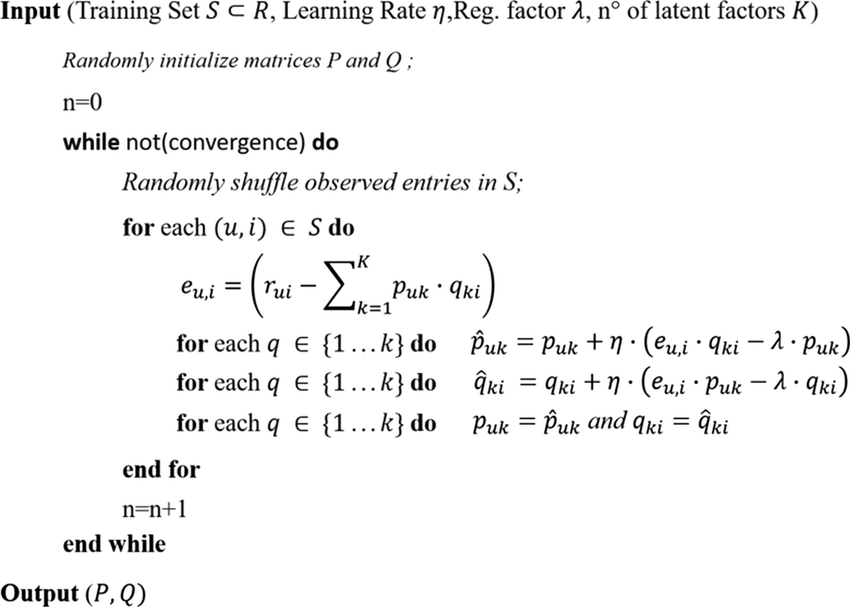 Input (Training Set S ⊂ R, Learning Rate η,Reg. factor λ, n° of latent factors K)
Randomly initialize matrices P and Q ;
n=0
while not(convergence) do
Randomly shuffle observed entries in S;
for each (u, i) ∈ S do
e_{u,i} = (r_{ui} − ∑_{k=1}^{K} p_{uk} · q_{ki})
for each q ∈ {1 … k} do p̂_{uk} = p_{uk} + η · (e_{u,i} · q_{ki} − λ · p_{uk})
for each q ∈ {1 … k} do q̂_{ki} = q_{ki} + η · (e_{u,i} · p_{uk} − λ · q_{ki})
for each q ∈ {1 … k} do p_{uk} = p̂_{uk} and q_{ki} = q̂_{ki}
end for
n=n+1
end while
Output (P, Q)